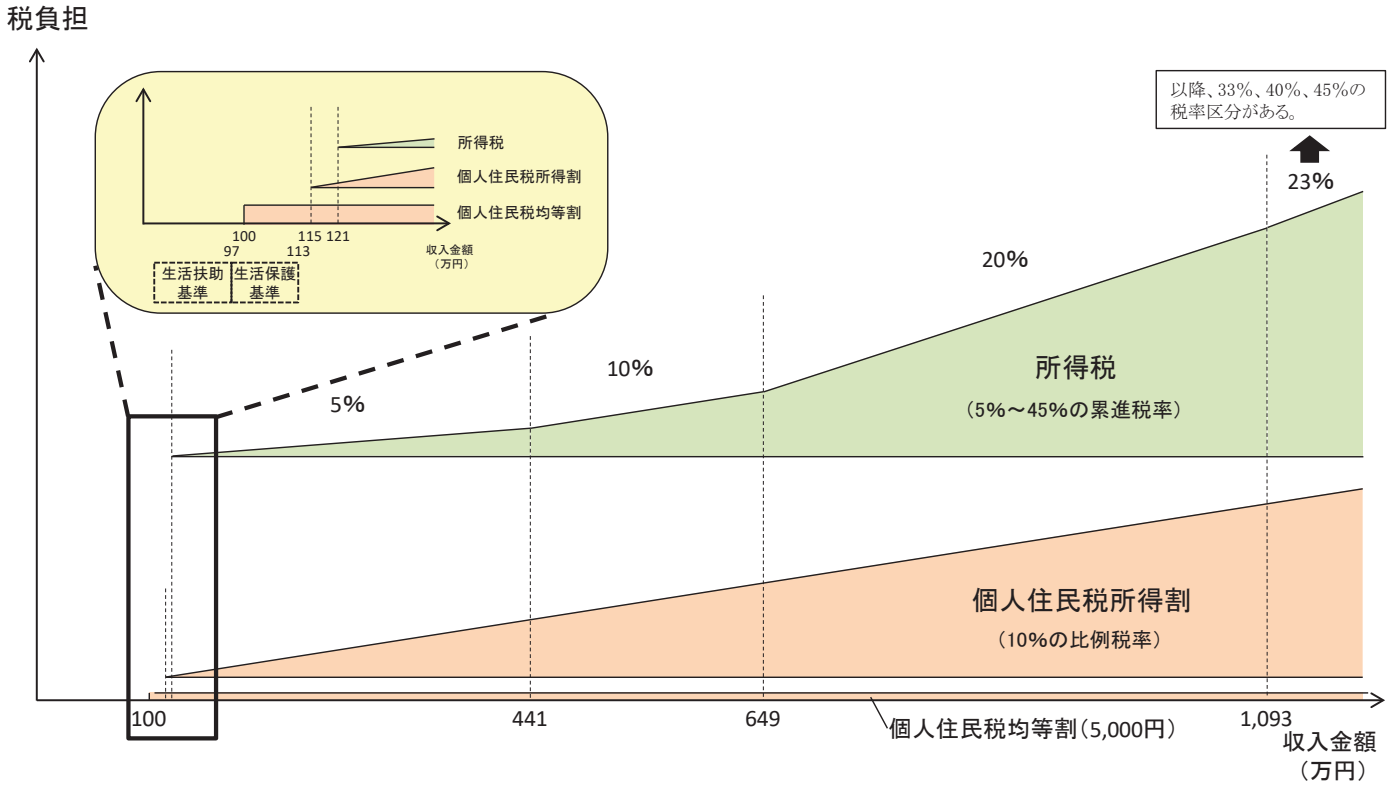 税負担
以降、33%、40%、45%の
税率区分がある。
23%
所得税
個人住民税所得割
個人住民税均等割
100
115
121
97
113
収入金額
（万円）
生活扶助
基準
生活保護
基準
20%
10%
5%
所得税
（5%～45%の累進税率）
個人住民税所得割
（10%の比例税率）
100
441
649
1,093
個人住民税均等割（5,000円）
収入金額
（万円）